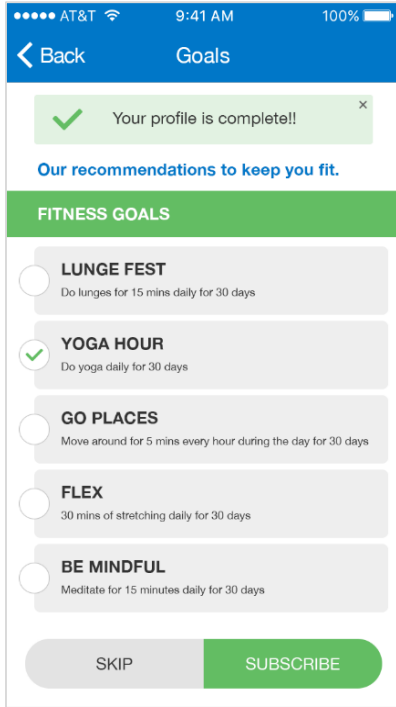 AT&T 9:41 AM 100%
Back Goals
Your profile is complete!! ×
Our recommendations to keep you fit.
FITNESS GOALS
LUNGE FEST
Do lunges for 15 mins daily for 30 days
YOGA HOUR
Do yoga daily for 30 days
GO PLACES
Move around for 5 mins every hour during the day for 30 days
FLEX
30 mins of stretching daily for 30 days
BE MINDFUL
Meditate for 15 minutes daily for 30 days
SKIP SUBSCRIBE